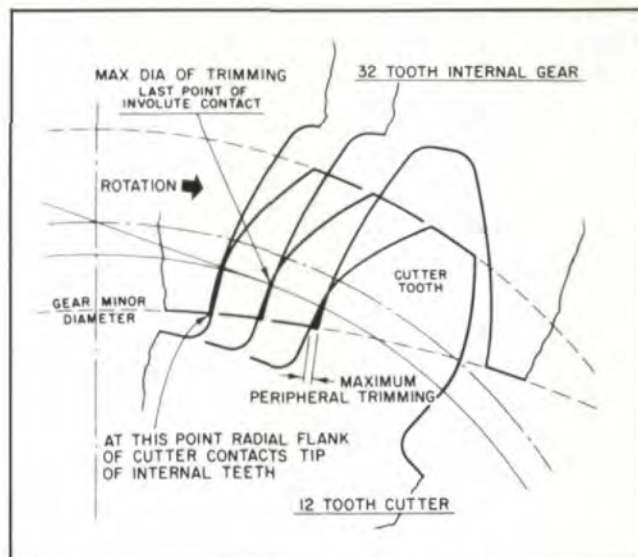 MAX DIA OF TRIMMING
LAST POINT OF
INVOLUTE CONTACT
32 TOOTH INTERNAL GEAR
ROTATION
CUTTER
TOOTH
GEAR MINOR
DIAMETER
MAXIMUM
PERIPHERAL TRIMMING
AT THIS POINT RADIAL FLANK
OF CUTTER CONTACTS TIP
OF INTERNAL TEETH
12 TOOTH CUTTER